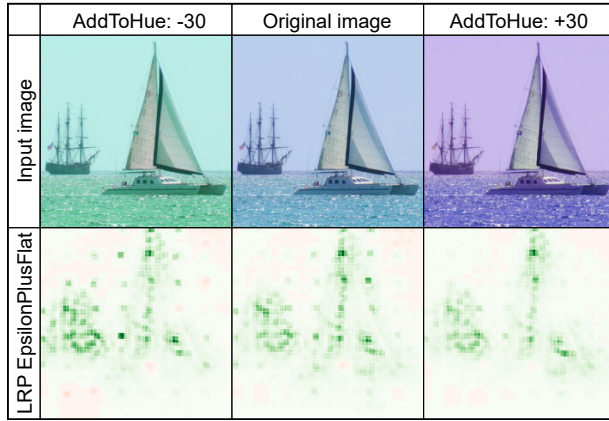 AddToHue: -30
Original image
AddToHue: +30
Input image
LRP EpsilonPlusFlat